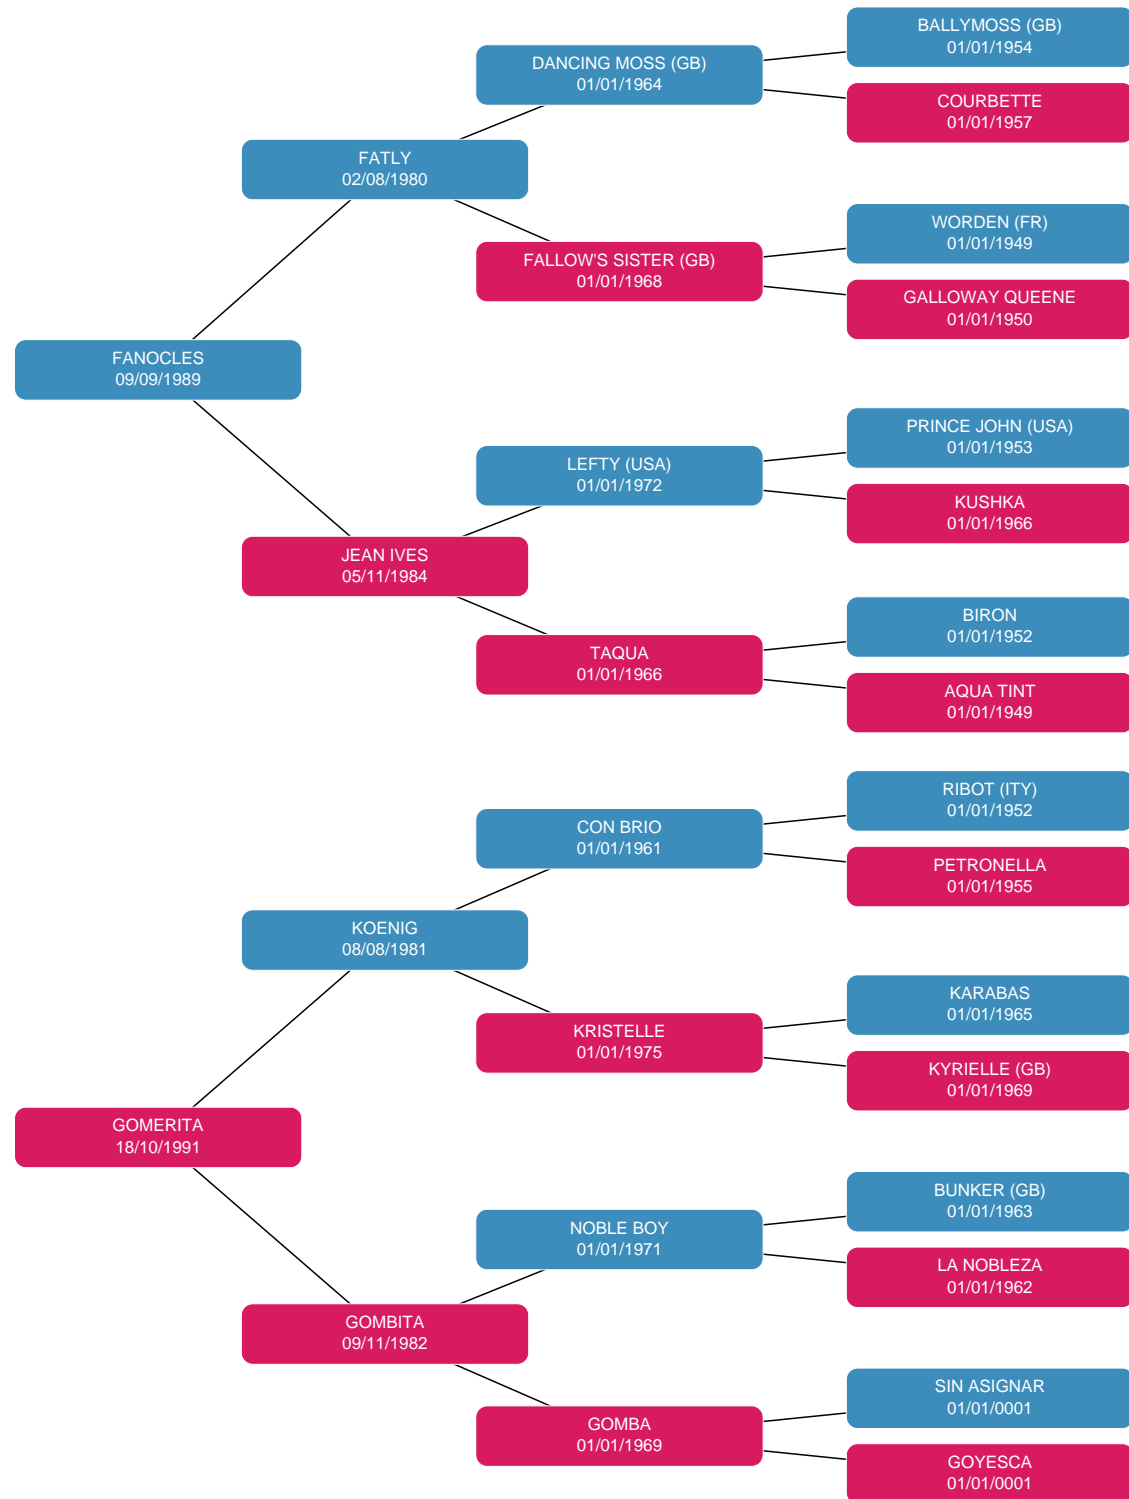 BALLYMOSS (GB)
01/01/1954
DANCING MOSS (GB)
01/01/1964
COURBETTE
01/01/1957
FATLY
02/08/1980
WORDEN (FR)
01/01/1949
FALLOW'S SISTER (GB)
01/01/1968
GALLOWAY QUEENE
01/01/1950
FANOCLES
09/09/1989
PRINCE JOHN (USA)
01/01/1953
LEFTY (USA)
01/01/1972
KUSHKA
01/01/1966
JEAN IVES
05/11/1984
BIRON
01/01/1952
TAQUA
01/01/1966
AQUA TINT
01/01/1949
RIBOT (ITY)
01/01/1952
CON BRIO
01/01/1961
PETRONELLA
01/01/1955
KOENIG
08/08/1981
KARABAS
01/01/1965
KRISTELLE
01/01/1975
KYRIELLE (GB)
01/01/1969
GOMERITA
18/10/1991
BUNKER (GB)
01/01/1963
NOBLE BOY
01/01/1971
LA NOBLEZA
01/01/1962
GOMBITA
09/11/1982
SIN ASIGNAR
01/01/0001
GOMBA
01/01/1969
GOYESCA
01/01/0001